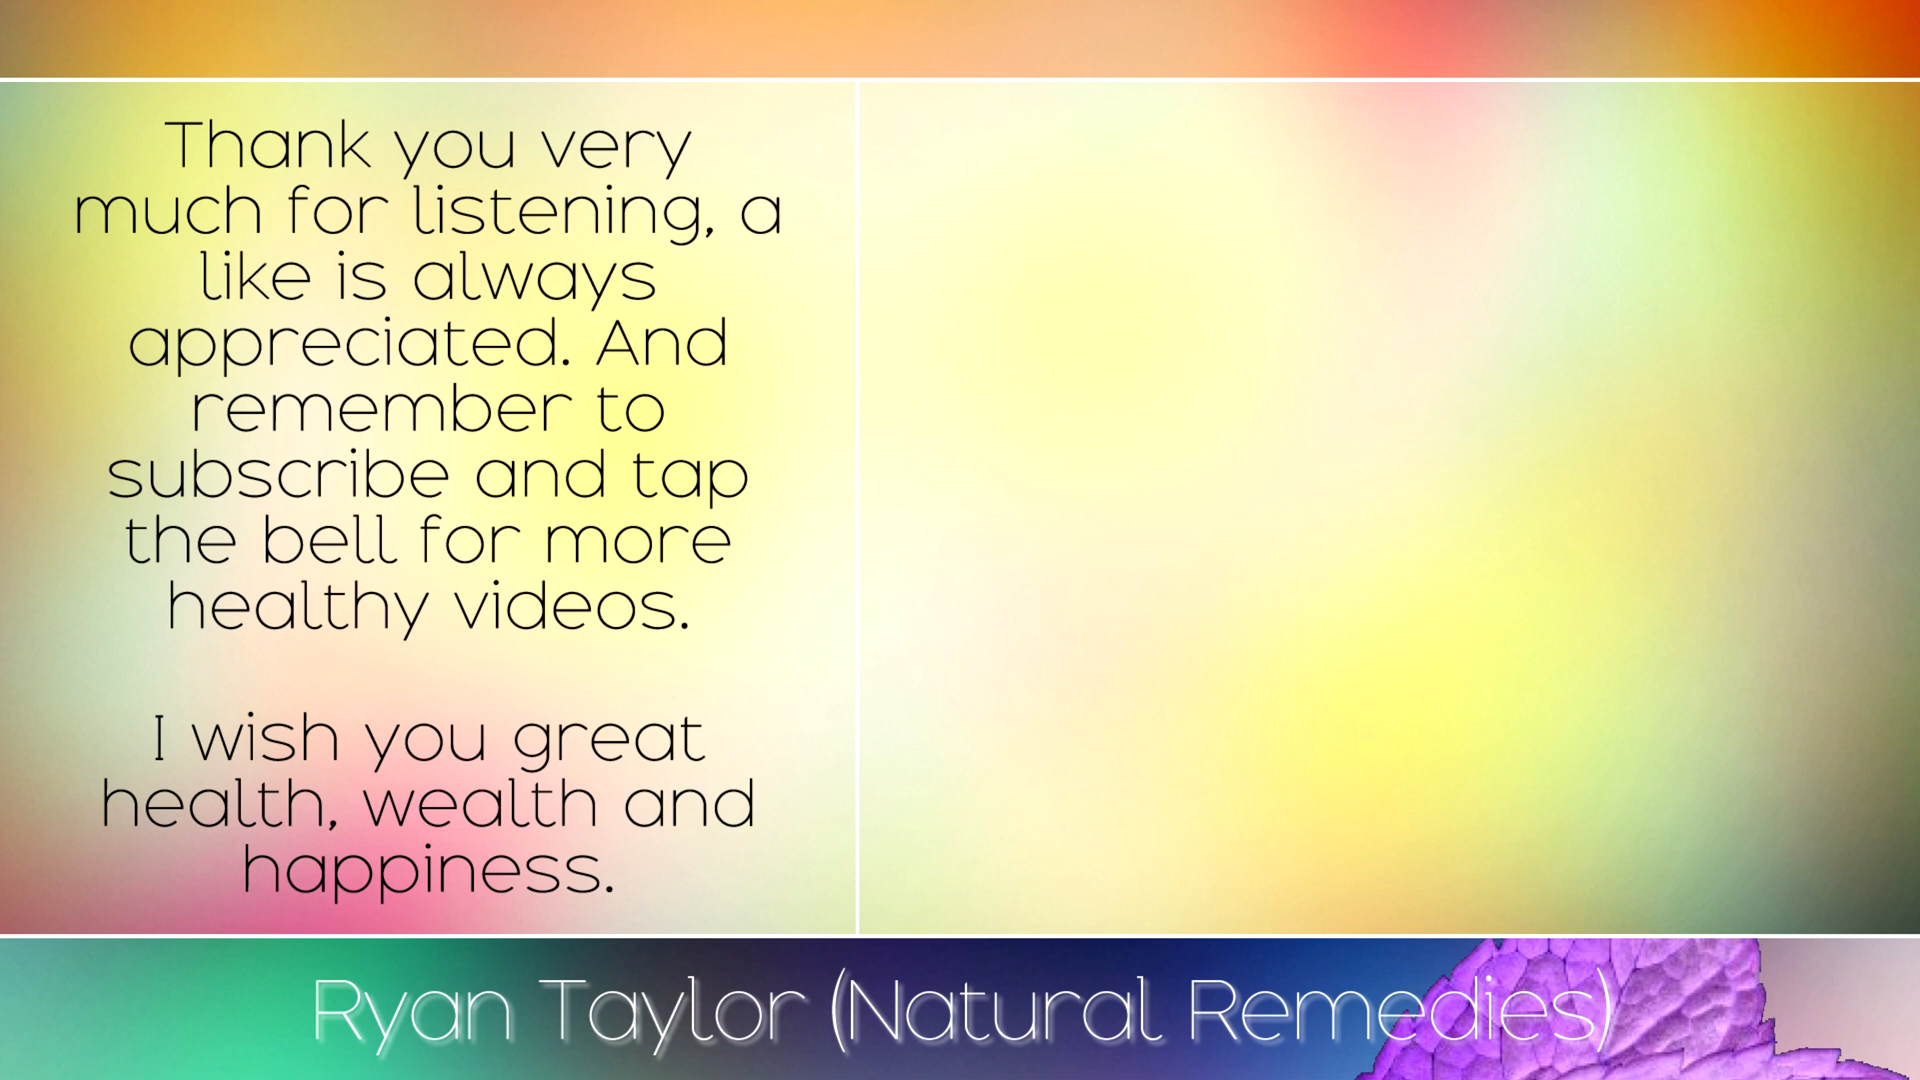 Thank you very
much for listening, a
like is always
appreciated. And
remember to
subscribe and tap
the bell for more
healthy videos.
I wish you great
health, wealth and
happiness.
Ryan Taylor (Natural Remedies)